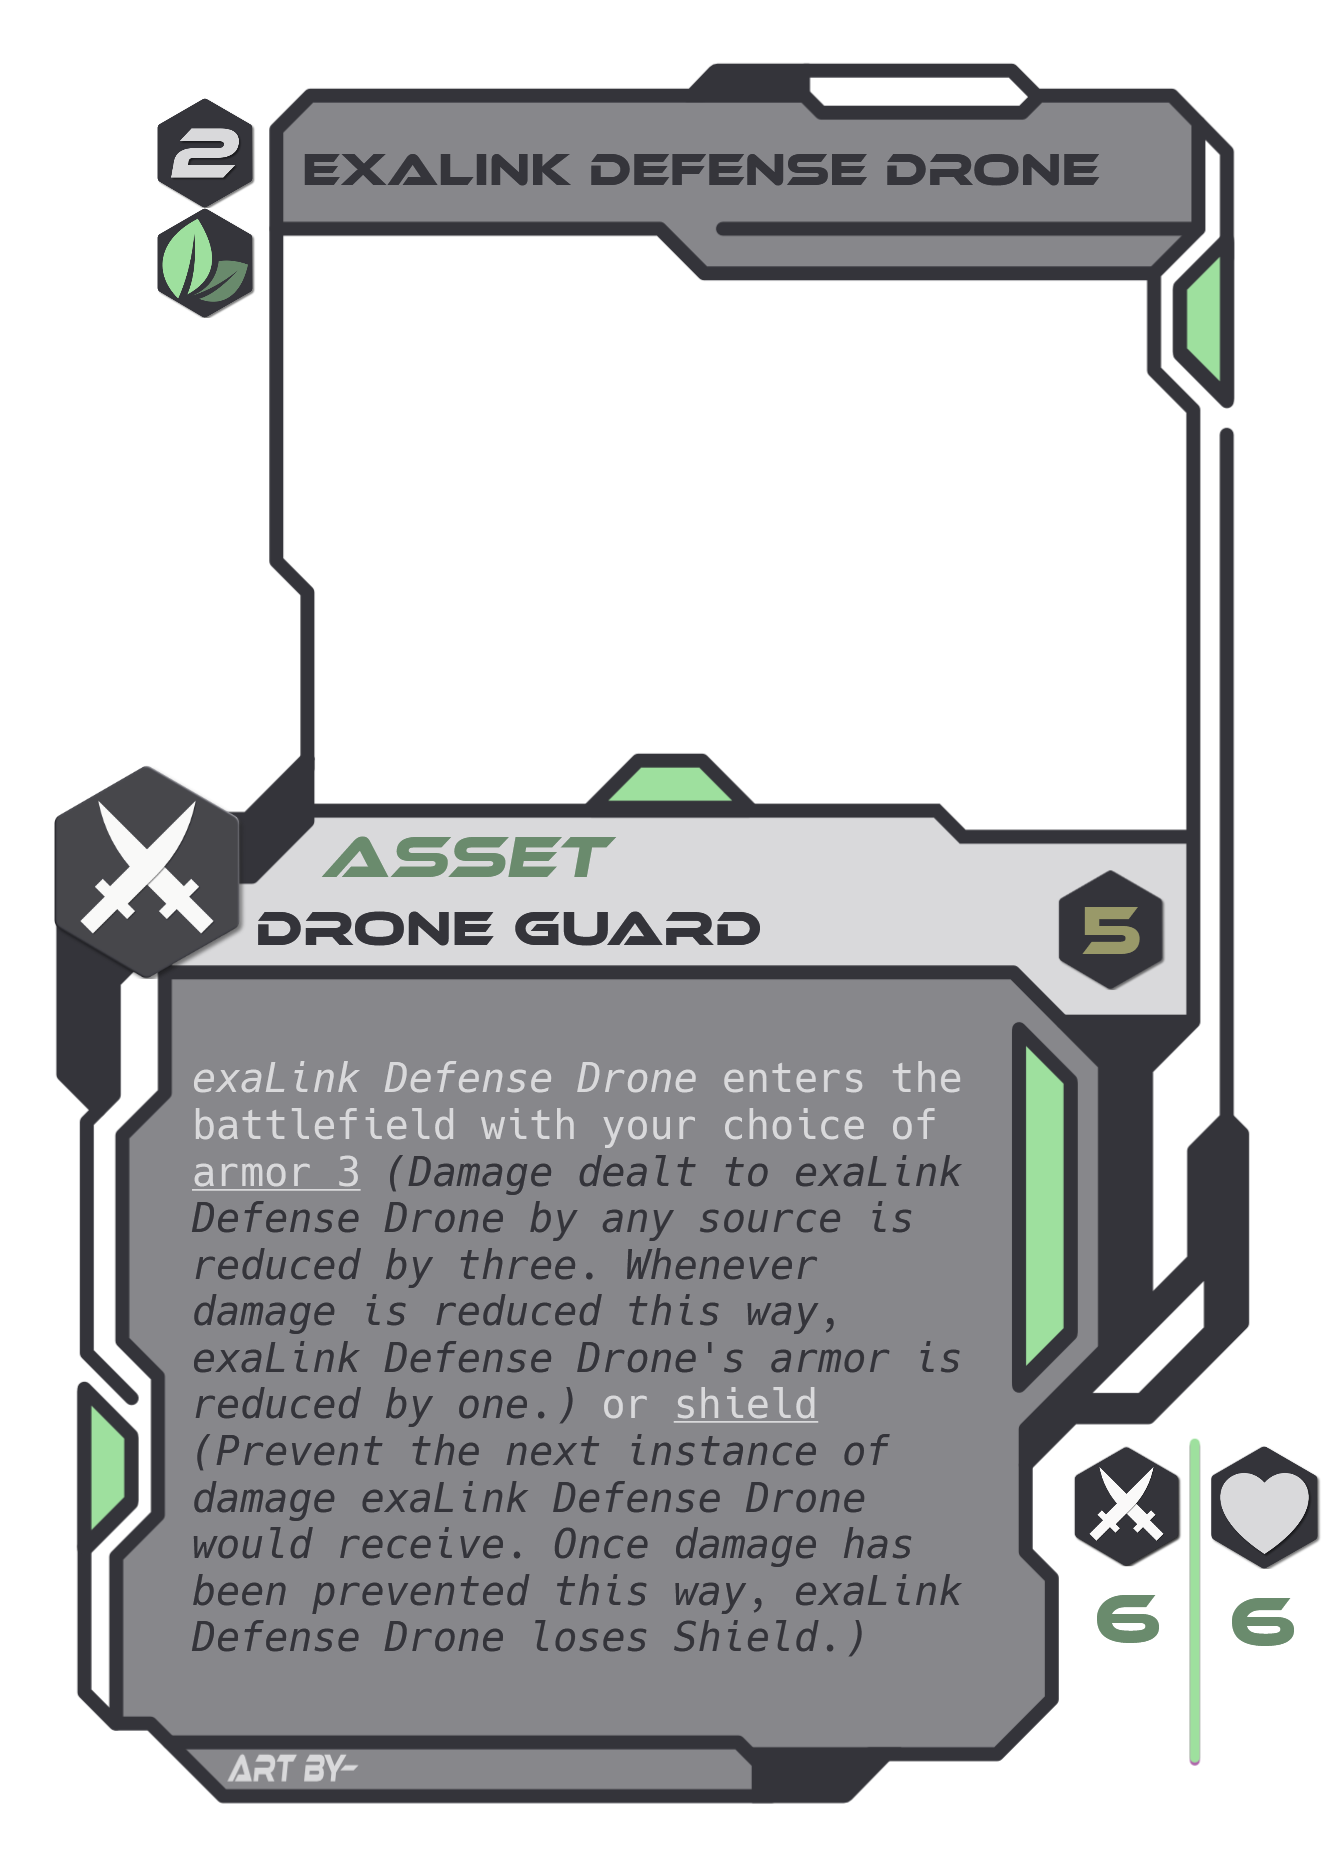 2
EXALINK DEFENSE DRONE
ASSET
DRONE GUARD
5
exaLink Defense Drone enters the
battlefield with your choice of
armor 3 (Damage dealt to exaLink
Defense Drone by any source is
reduced by three. Whenever
damage is reduced this way,
exaLink Defense Drone's armor is
reduced by one.) or shield
(Prevent the next instance of
damage exaLink Defense Drone
would receive. Once damage has
been prevented this way, exaLink
Defense Drone loses Shield.)
6 6
ART BY-